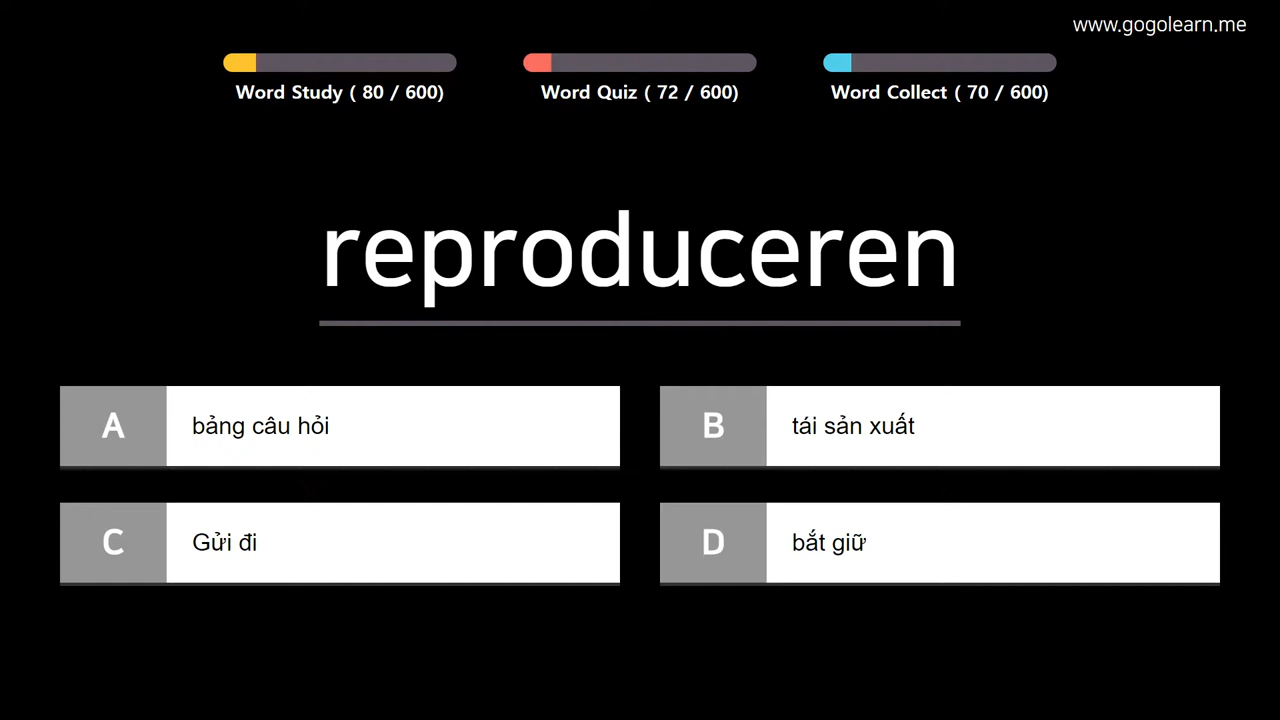 www.gogolearn.me
Word Study ( 80 / 600)
Word Quiz ( 72 / 600)
Word Collect ( 70 / 600)
reproduceren
A bảng câu hỏi
B tái sản xuất
C Gửi đi
D bắt giữ